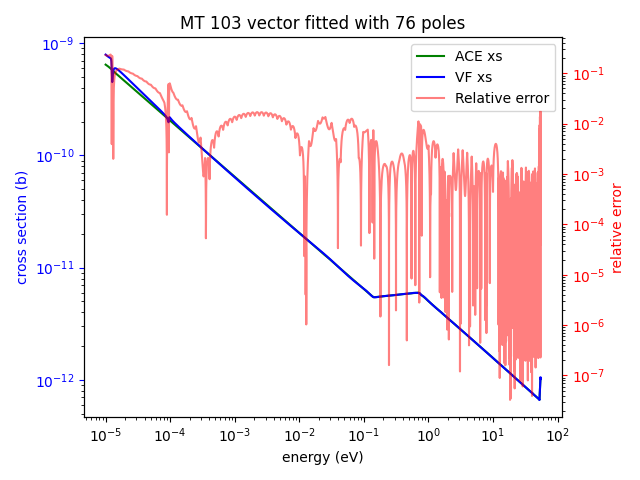 MT 103 vector fitted with 76 poles
ACE xs
VF xs
Relative error
cross section (b)
10⁻⁹
10⁻¹⁰
10⁻¹¹
10⁻¹²
relative error
10⁻¹
10⁻²
10⁻³
10⁻⁴
10⁻⁵
10⁻⁶
10⁻⁷
10⁻⁵ 10⁻⁴ 10⁻³ 10⁻² 10⁻¹ 10⁰ 10¹ 10²
energy (eV)